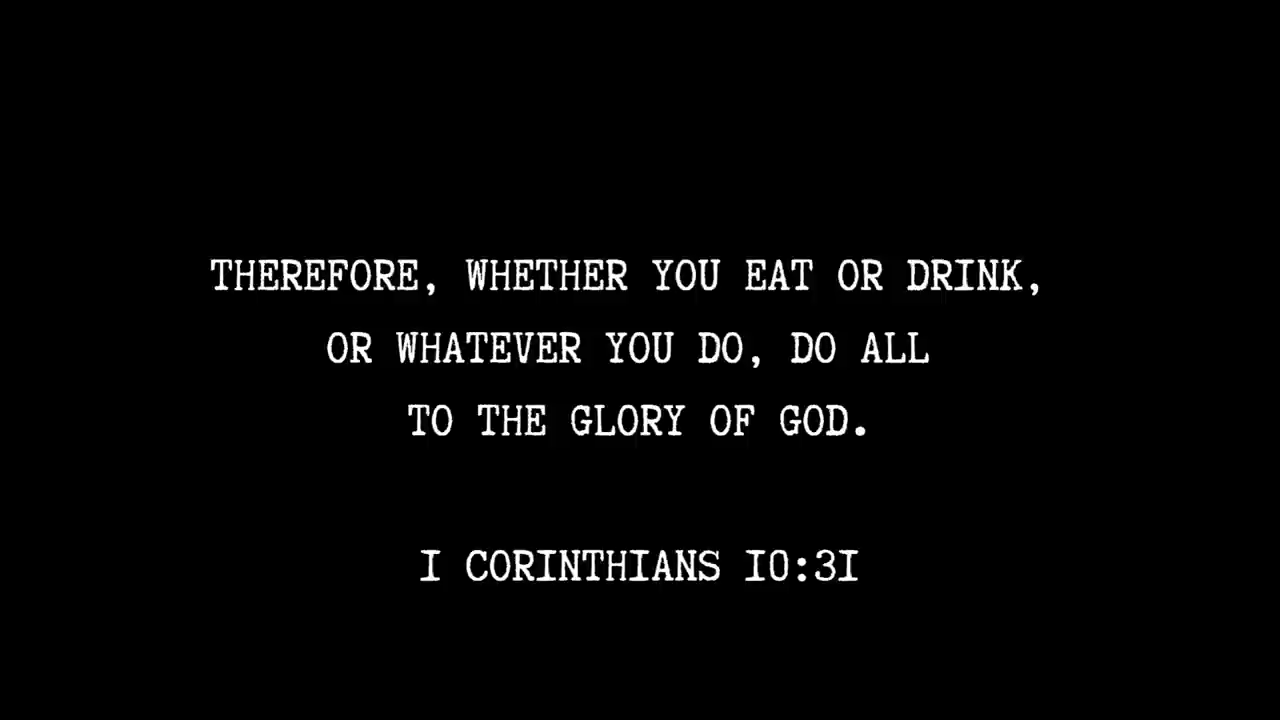 THEREFORE, WHETHER YOU EAT OR DRINK,
OR WHATEVER YOU DO, DO ALL
TO THE GLORY OF GOD.
I CORINTHIANS 10:31